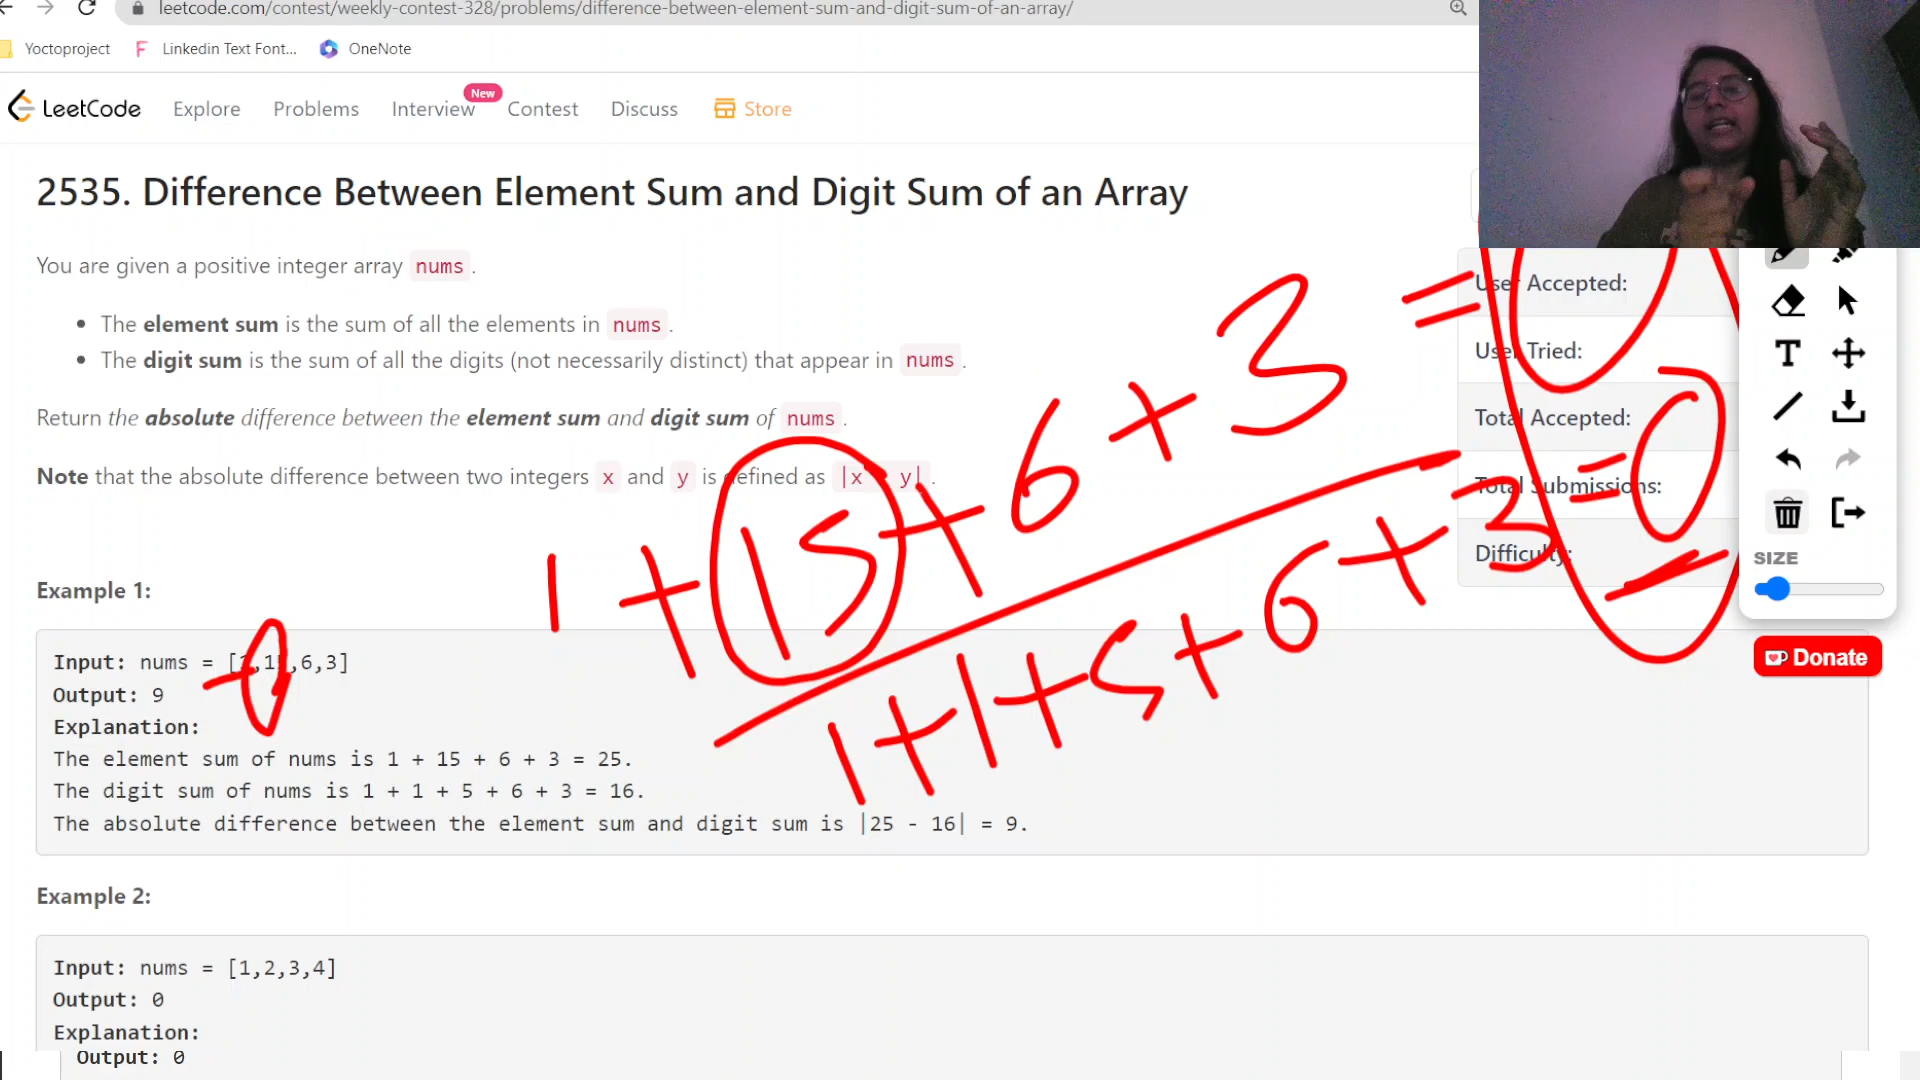 leetcode.com/contest/weekly-contest-328/problems/difference-between-element-sum-and-digit-sum-of-an-array/
Yoctoproject F Linkedin Text Font... OneNote
LeetCode Explore Problems Interview New Contest Discuss Store
2535. Difference Between Element Sum and Digit Sum of an Array
You are given a positive integer array nums.
• The element sum is the sum of all the elements in nums.
• The digit sum is the sum of all the digits (not necessarily distinct) that appear in nums.
Return the absolute difference between the element sum and digit sum of nums.
Note that the absolute difference between two integers x and y is defined as |x y|.
User Accepted:
User Tried:
Total Accepted:
Total Submissions:
Difficulty:
1+15+6+3=
1+1+5+6+3=
T
SIZE
Donate
Example 1:
Input: nums = [ ,1 ,6,3]
Output: 9
Explanation:
The element sum of nums is 1 + 15 + 6 + 3 = 25.
The digit sum of nums is 1 + 1 + 5 + 6 + 3 = 16.
The absolute difference between the element sum and digit sum is |25 - 16| = 9.
Example 2:
Input: nums = [1,2,3,4]
Output: 0
Explanation:
Output: 0